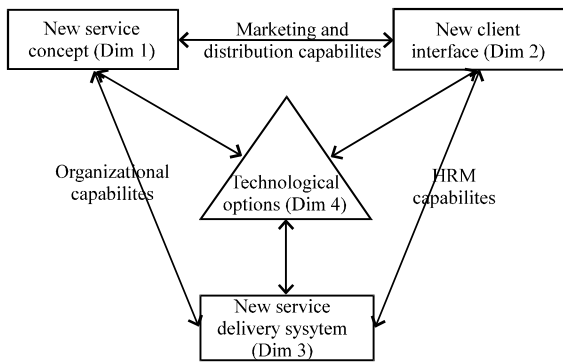 New service
concept (Dim 1)
Marketing and
distribution capabilites
New client
interface (Dim 2)
Organizational
capabilites
Technological
options (Dim 4)
HRM
capabilites
New service
delivery sysytem
(Dim 3)